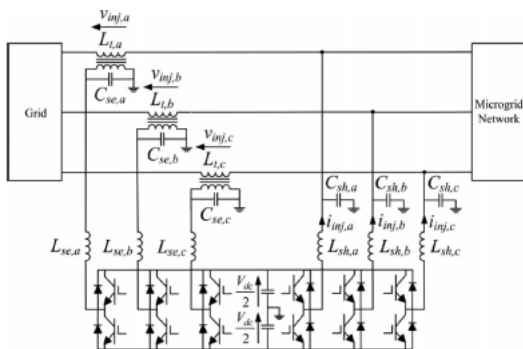 v_{inj,a}
L_{t,a}
v_{inj,b}
L_{t,b}
C_{se,a}
Grid
v_{inj,c}
C_{se,b}
L_{t,c}
Microgrid
Network
C_{se,c}
C_{sh,a} C_{sh,b} C_{sh,c}
i_{inj,a} i_{inj,b} i_{inj,c}
L_{se,a} L_{se,b} L_{se,c} L_{sh,a} L_{sh,b} L_{sh,c}
V_{dc}
2
V_{dc}
2